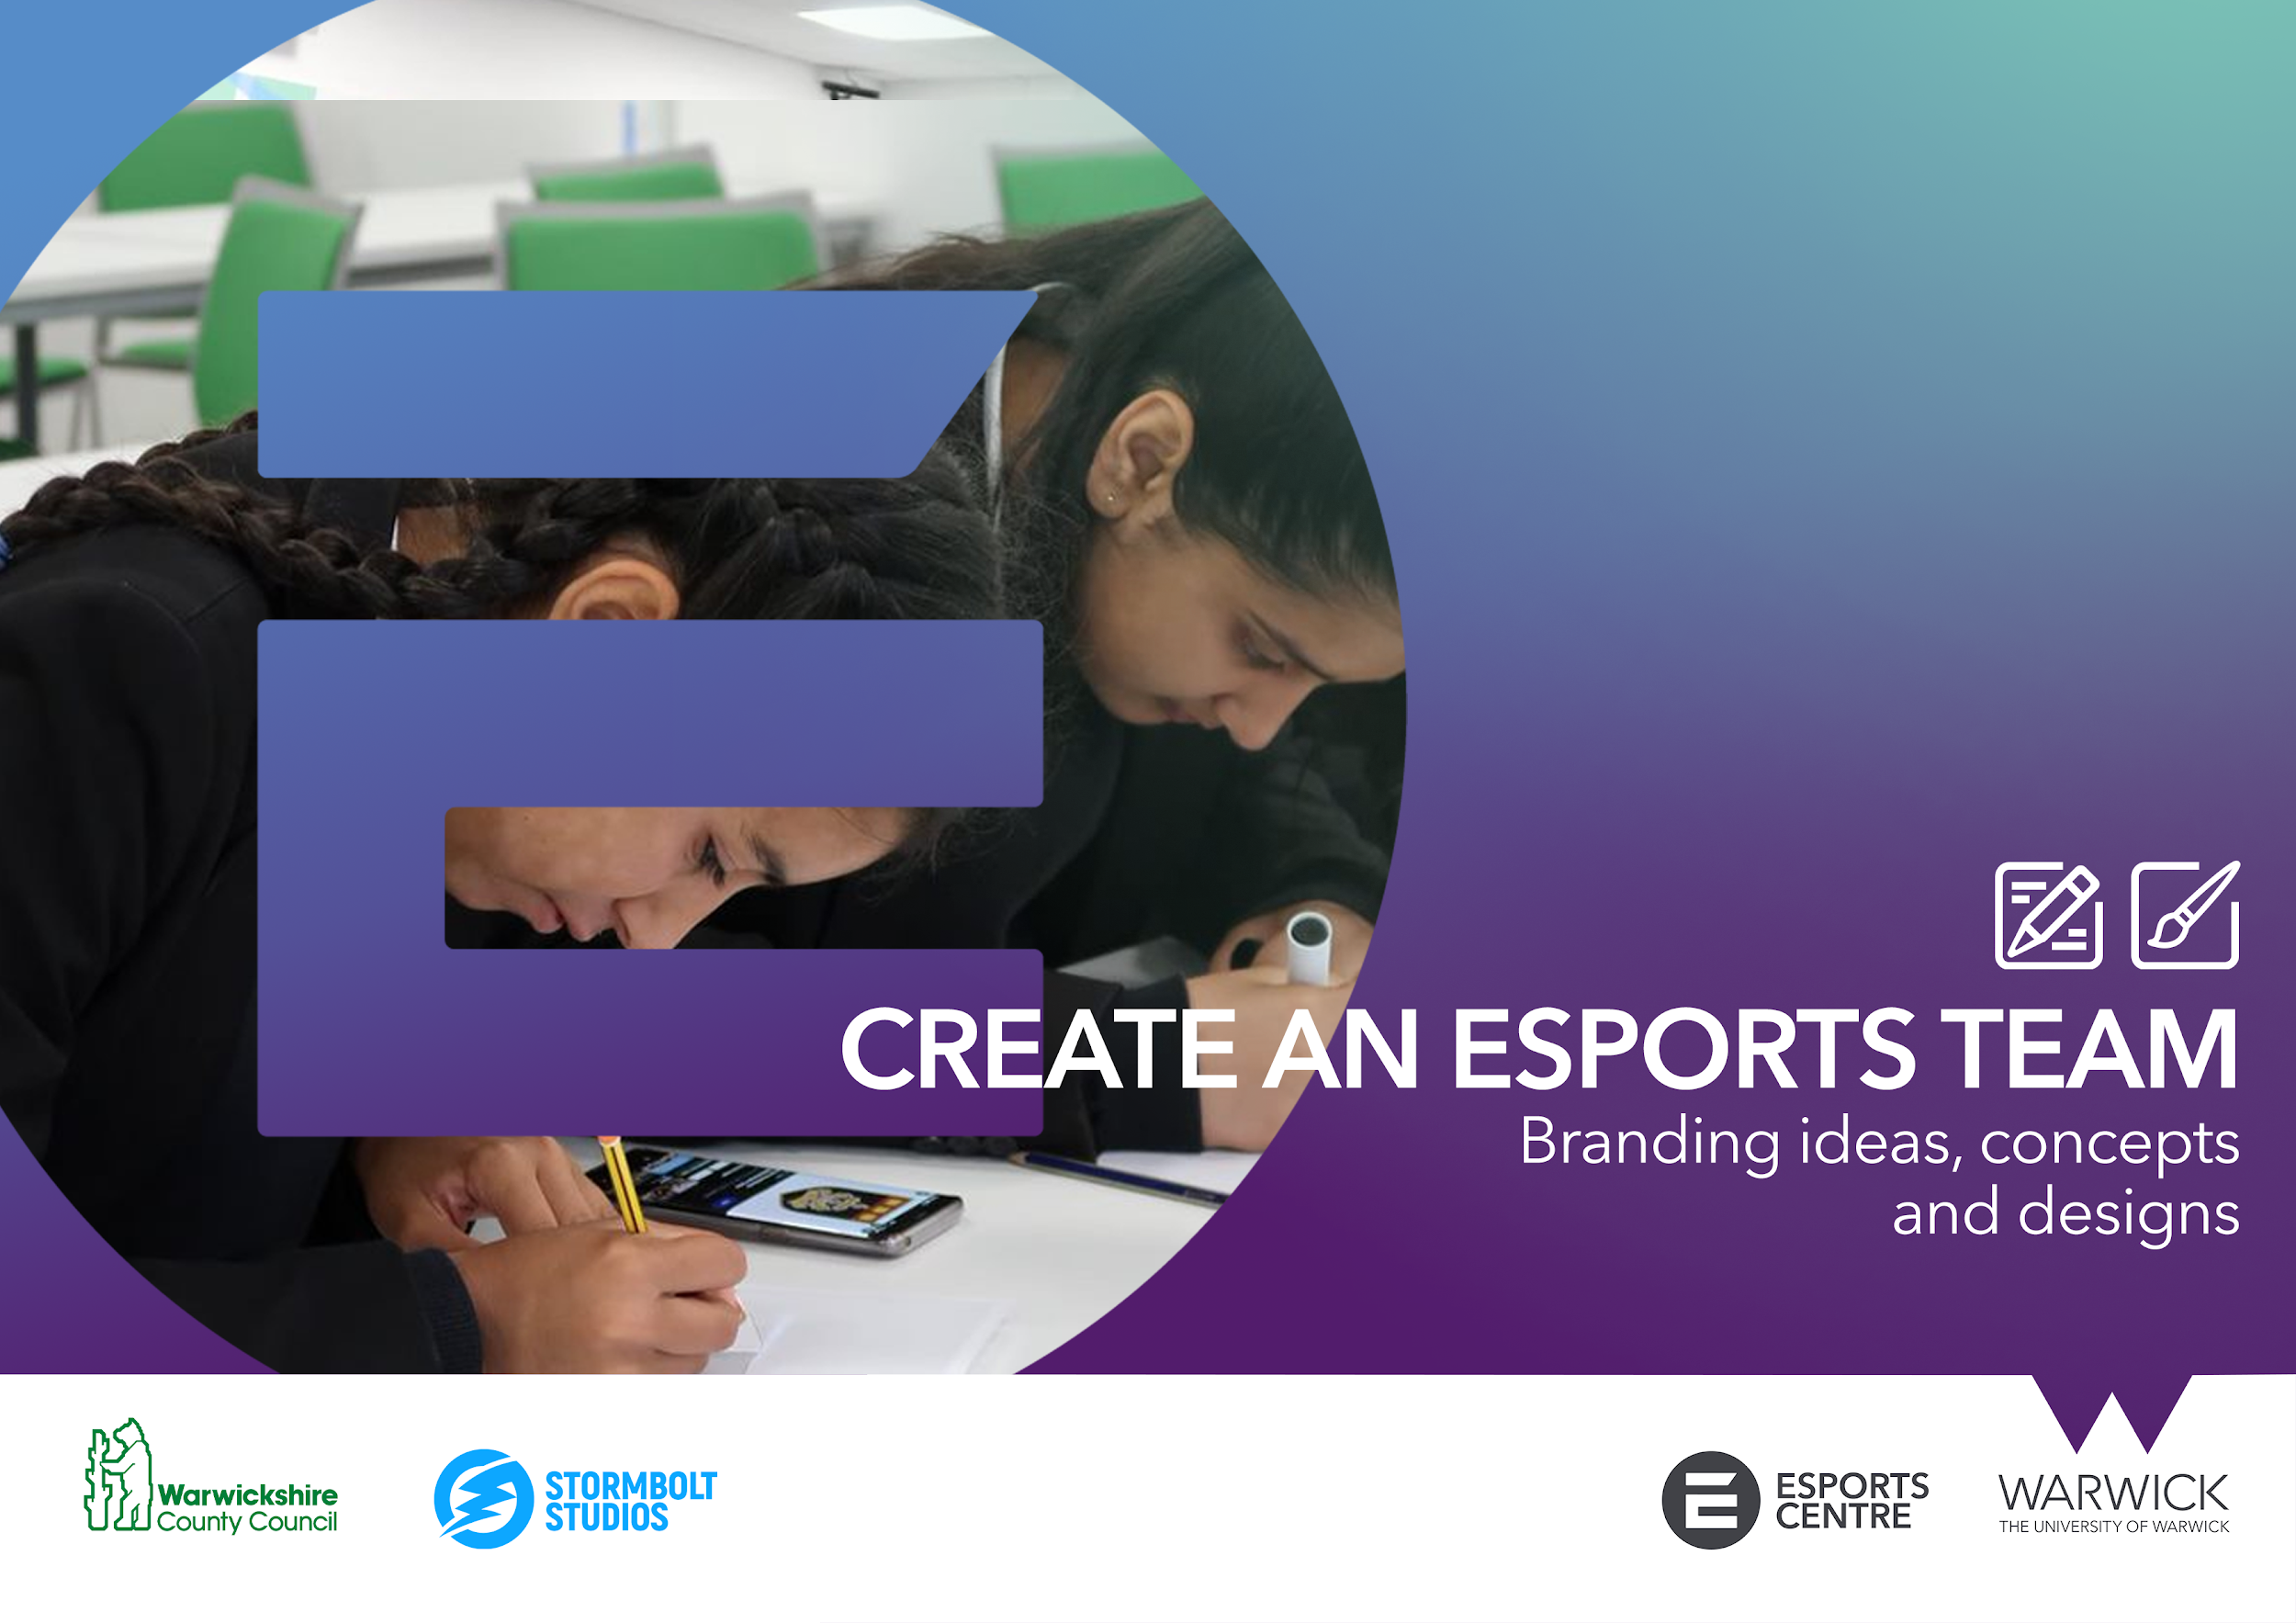 CREATE AN ESPORTS TEAM
Branding ideas, concepts
and designs
Warwickshire
County Council
STORMBOLT
STUDIOS
ESPORTS
CENTRE
WARWICK
THE UNIVERSITY OF WARWICK